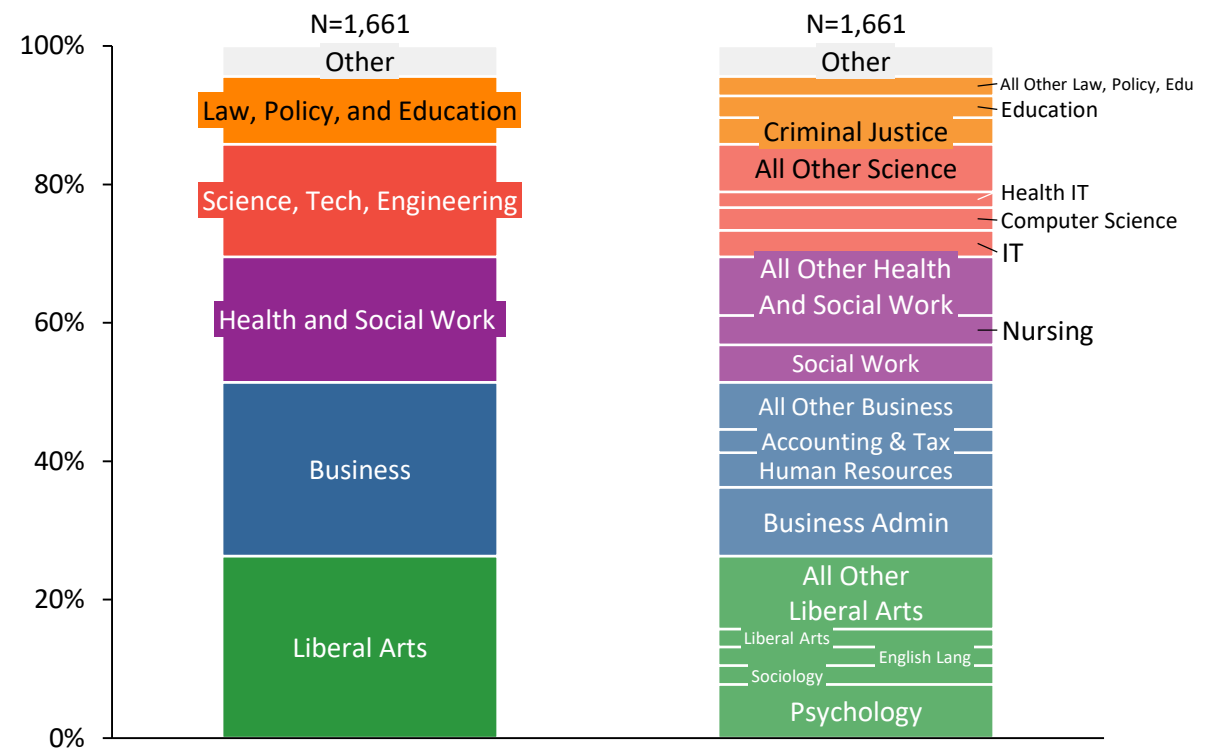 N=1,661
N=1,661
100%
80%
60%
40%
20%
0%
Other
Law, Policy, and Education
Science, Tech, Engineering
Health and Social Work
Business
Liberal Arts
Other
All Other Law, Policy, Edu
Education
Criminal Justice
All Other Science
Health IT
Computer Science
IT
All Other Health
And Social Work
Nursing
Social Work
All Other Business
Accounting & Tax
Human Resources
Business Admin
All Other
Liberal Arts
Liberal Arts
English Lang
Sociology
Psychology